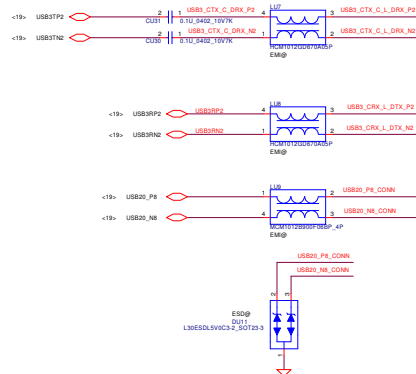 LU7
<19> USB3TP2 2 1 USB3_CTX_C_DRX_P2 4 3 USB3_CTX_L_DRX_P2
CU31 0.1U_0402_10V7K
<19> USB3TN2 2 1 USB3_CTX_C_DRX_N2 1 2 USB3_CTX_L_DRX_N2
CU30 0.1U_0402_10V7K
HCM1012GD670A05P
EMI@
LU8
<19> USB3RP2 USB3RP2 4 3 USB3_CRX_L_DTX_P2
<19> USB3RN2 USB3RN2 1 2 USB3_CRX_L_DTX_N2
HCM1012GD670A05P
EMI@
LU9
<19> USB20_P8 1 2 USB20_P8_CONN
<19> USB20_N8 4 3 USB20_N8_CONN
MCM1012B900F06BP_4P
EMI@
USB20_P8_CONN
USB20_N8_CONN
2 3
ESD@
DU11
L30ESDL5V0C3-2_SOT23-3
1